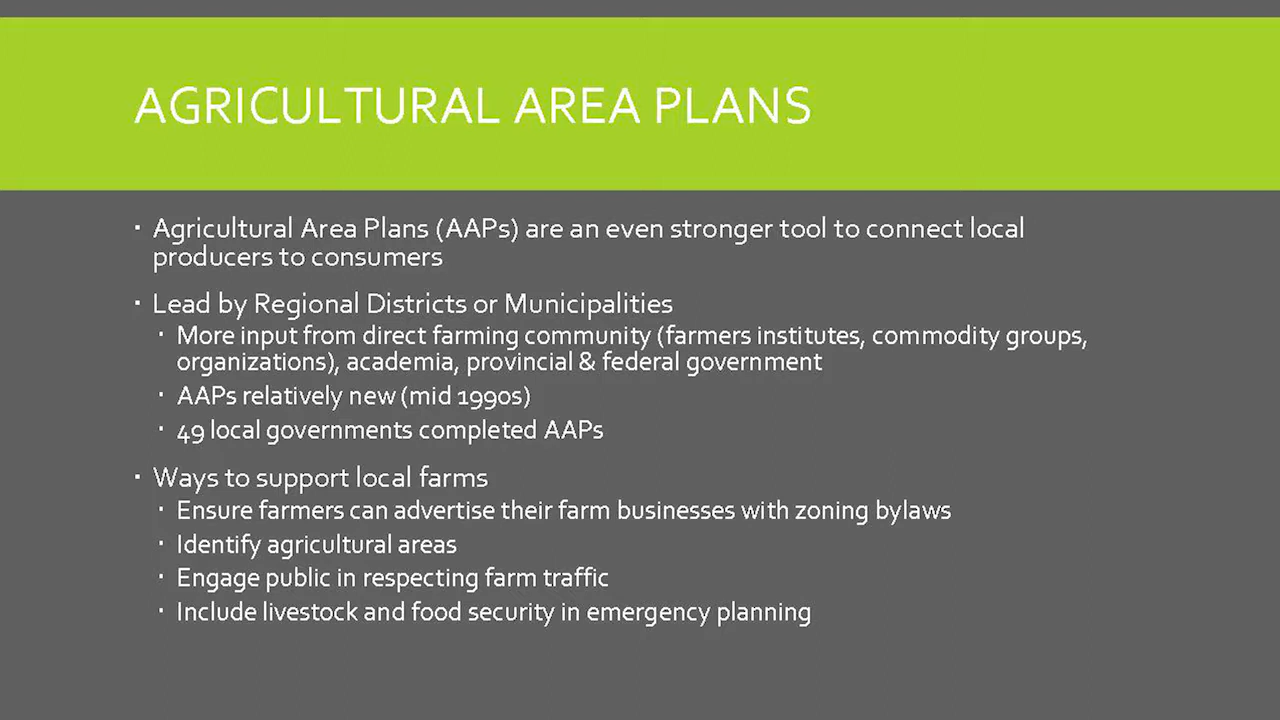 AGRICULTURAL AREA PLANS
▪ Agricultural Area Plans (AAPs) are an even stronger tool to connect local
producers to consumers
▪ Lead by Regional Districts or Municipalities
▪ More input from direct farming community (farmers institutes, commodity groups,
organizations), academia, provincial & federal government
▪ AAPs relatively new (mid 1990s)
▪ 49 local governments completed AAPs
▪ Ways to support local farms
▪ Ensure farmers can advertise their farm businesses with zoning bylaws
▪ Identify agricultural areas
▪ Engage public in respecting farm traffic
▪ Include livestock and food security in emergency planning